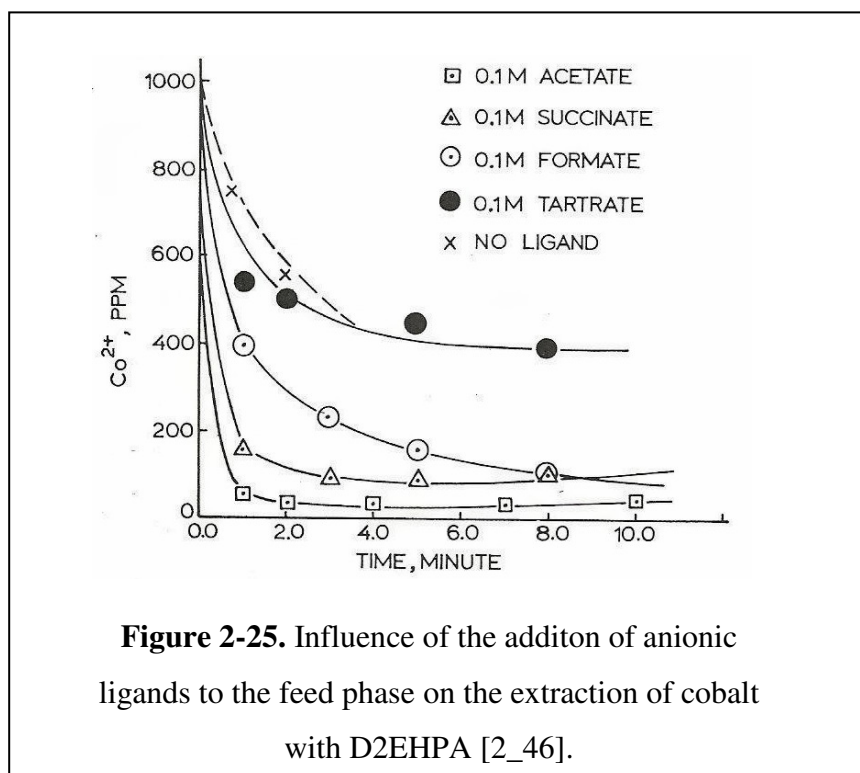 1000
800
600
400
200
0
Co2+, PPM
0.0 2.0 4.0 6.0 8.0 10.0
TIME, MINUTE
0.1M ACETATE
0.1M SUCCINATE
0.1M FORMATE
0.1M TARTRATE
× NO LIGAND
Figure 2-25. Influence of the additon of anionic
ligands to the feed phase on the extraction of cobalt
with D2EHPA [2_46].